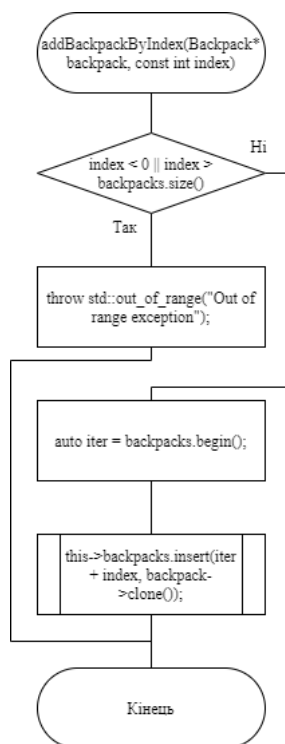 addBackpackByIndex(Backpack*
backpack, const int index)
index < 0 || index >
backpacks.size()
Ні
Так
throw std::out_of_range("Out of
range exception");
auto iter = backpacks.begin();
this->backpacks.insert(iter
+ index, backpack-
>clone());
Кінець